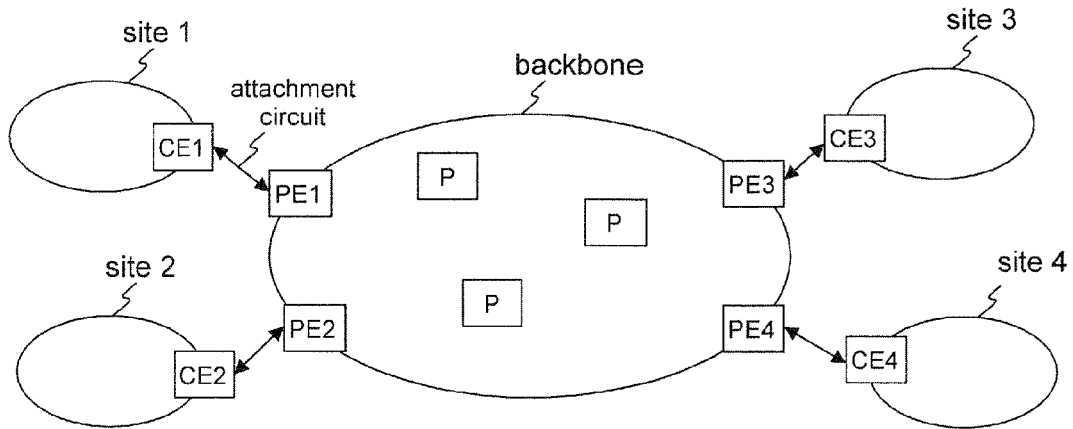 site 1
site 3
backbone
attachment
circuit
CE1
CE3
P
PE1
PE3
P
site 2
site 4
P
PE2
PE4
CE2
CE4